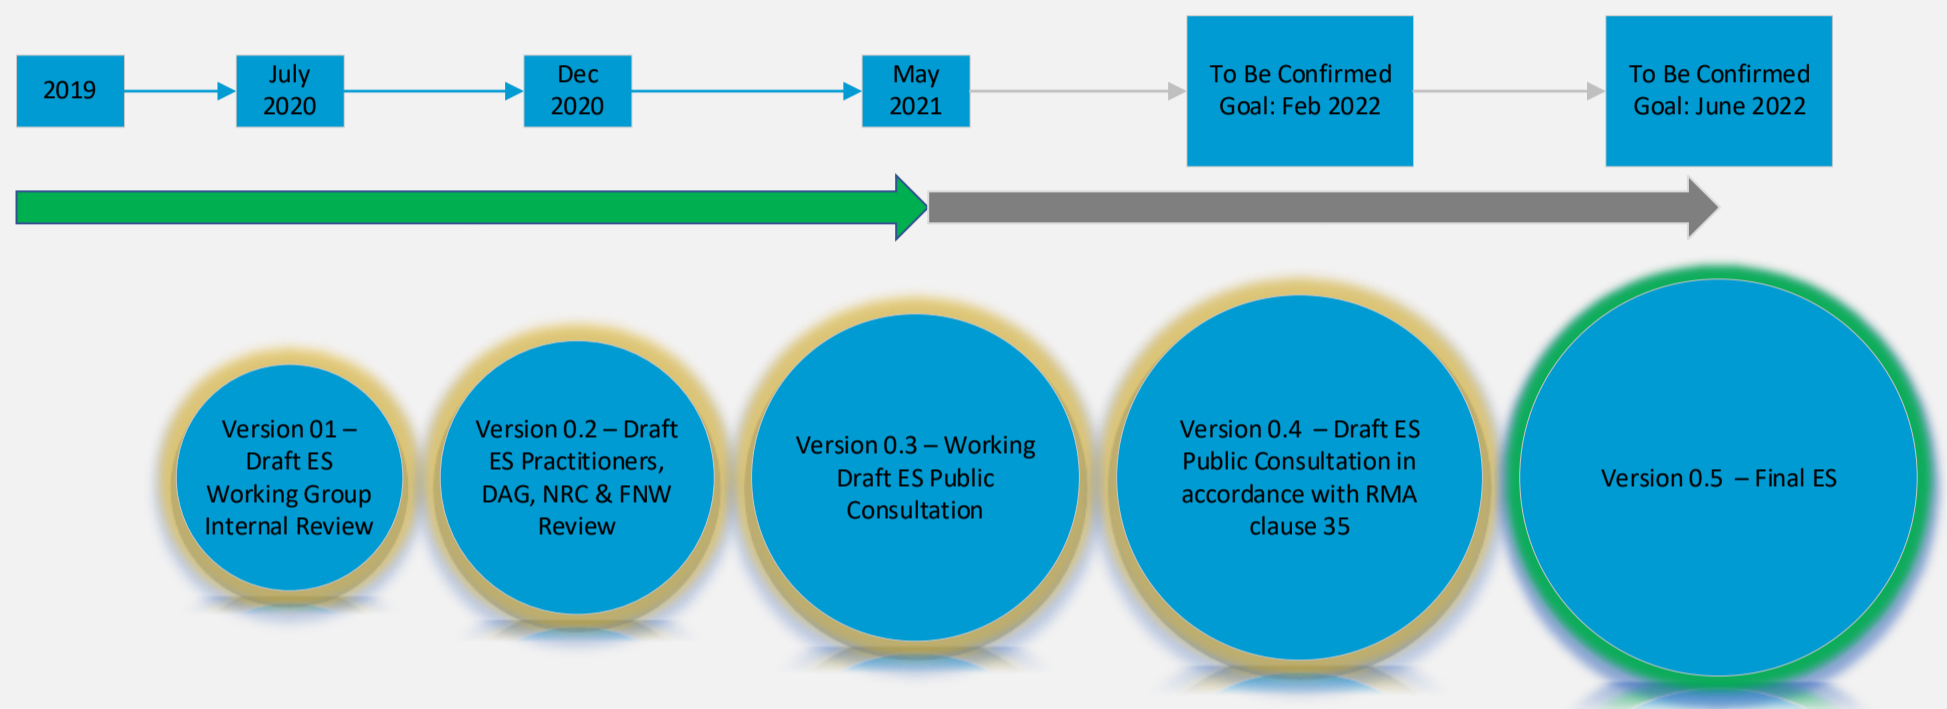 2019
July
2020
Dec
2020
May
2021
To Be Confirmed
Goal: Feb 2022
To Be Confirmed
Goal: June 2022
Version 01 –
Draft ES
Working Group
Internal Review
Version 0.2 – Draft
ES Practitioners,
DAG, NRC & FNW
Review
Version 0.3 – Working
Draft ES Public
Consultation
Version 0.4  – Draft ES
Public Consultation in
accordance with RMA
clause 35
Version 0.5  – Final ES